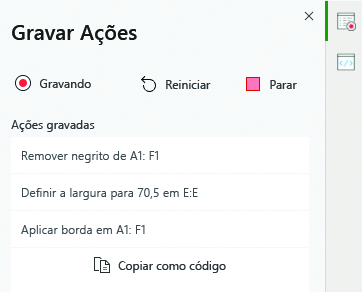 Gravar Ações
Gravando
Reiniciar
Parar
Ações gravadas
Remover negrito de A1: F1
Definir a largura para 70,5 em E:E
Aplicar borda em A1: F1
Copiar como código